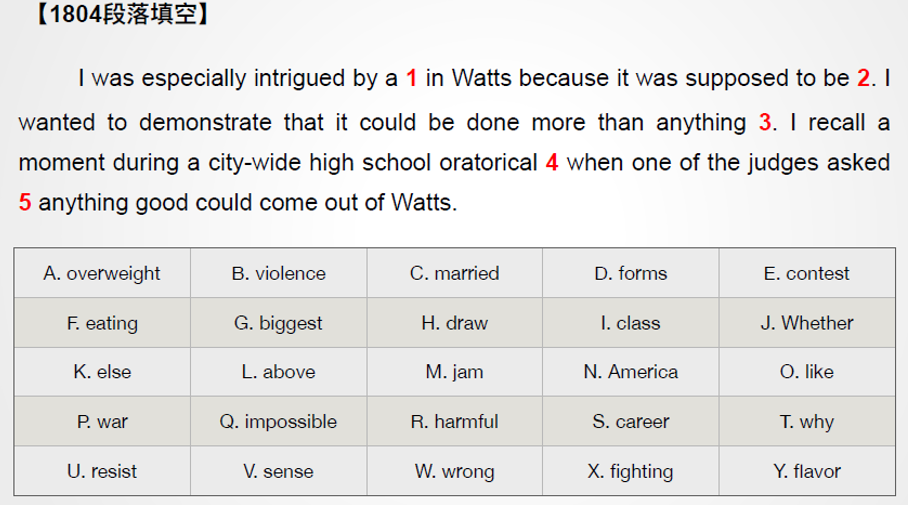 【1804段落填空】
I was especially intrigued by a 1 in Watts because it was supposed to be 2. I
wanted to demonstrate that it could be done more than anything 3. I recall a
moment during a city-wide high school oratorical 4 when one of the judges asked
5 anything good could come out of Watts.
A. overweight B. violence C. married D. forms E. contest
F. eating G. biggest H. draw I. class J. Whether
K. else L. above M. jam N. America O. like
P. war Q. impossible R. harmful S. career T. why
U. resist V. sense W. wrong X. fighting Y. flavor